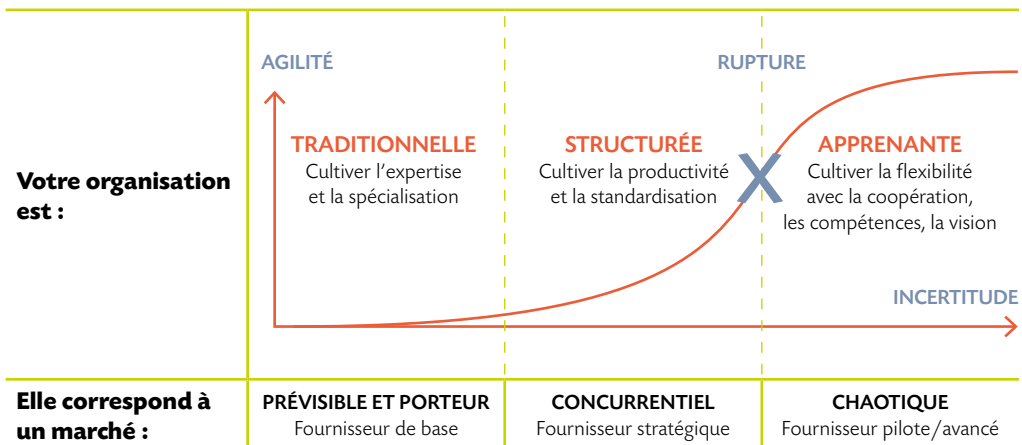 AGILITÉ
RUPTURE
Votre organisation
est :
TRADITIONNELLE
Cultiver l'expertise
et la spécialisation
STRUCTURÉE
Cultiver la productivité
et la standardisation
X
APPRENANTE
Cultiver la flexibilité
avec la coopération,
les compétences, la vision
INCERTITUDE
Elle correspond à
un marché :
PRÉVISIBLE ET PORTEUR
Fournisseur de base
CONCURRENTIEL
Fournisseur stratégique
CHAOTIQUE
Fournisseur pilote/avancé